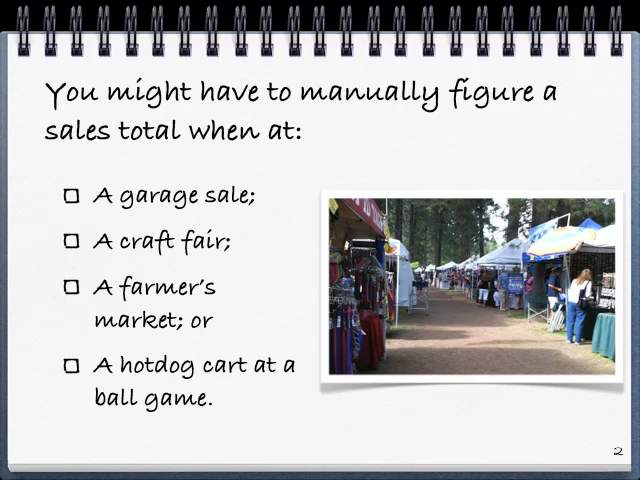 You might have to manually figure a
sales total when at:
A garage sale;
A craft fair;
A farmer's
market; or
A hotdog cart at a
ball game.
2